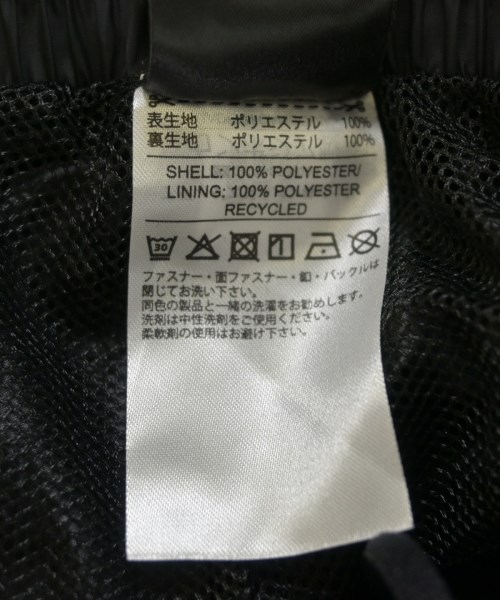 表生地 ポリエステル 100%
裏生地 ポリエステル 100%
SHELL: 100% POLYESTER/
LINING: 100% POLYESTER
RECYCLED
30
ファスナー・面ファスナー・釦・バックルは
閉じてお洗い下さい。
同色の製品と一緒の洗濯をお勧めします。
洗剤は中性洗剤をご使用ください。
柔軟剤の使用はお避け下さい。